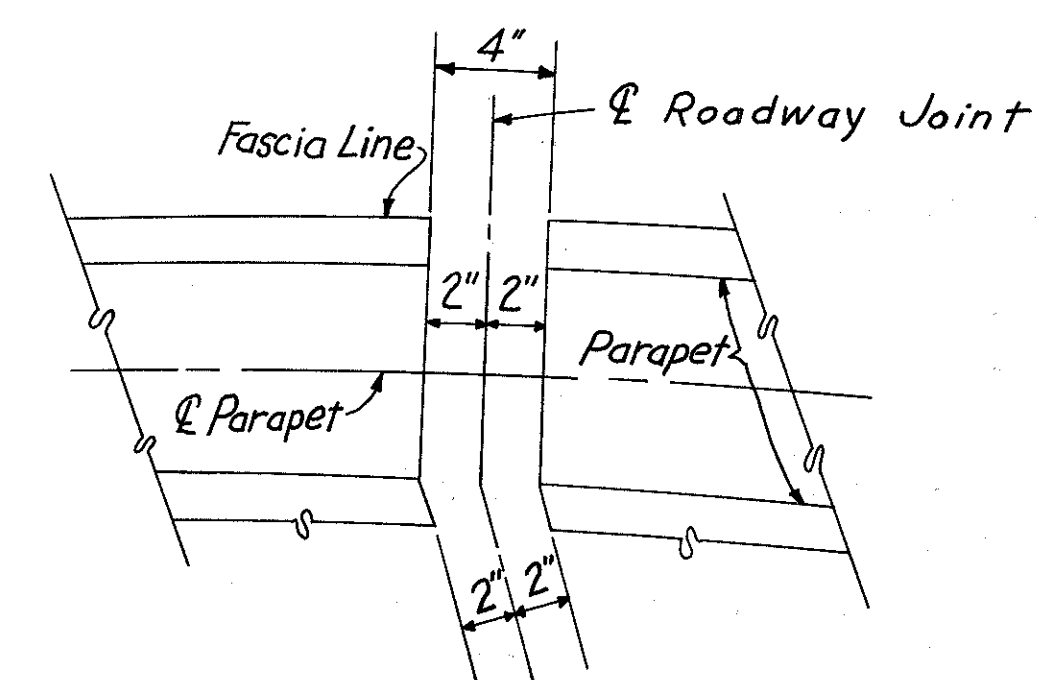 4"
℄ Roadway Joint
Fascia Line
2" 2"
Parapet
℄ Parapet
2" 2"